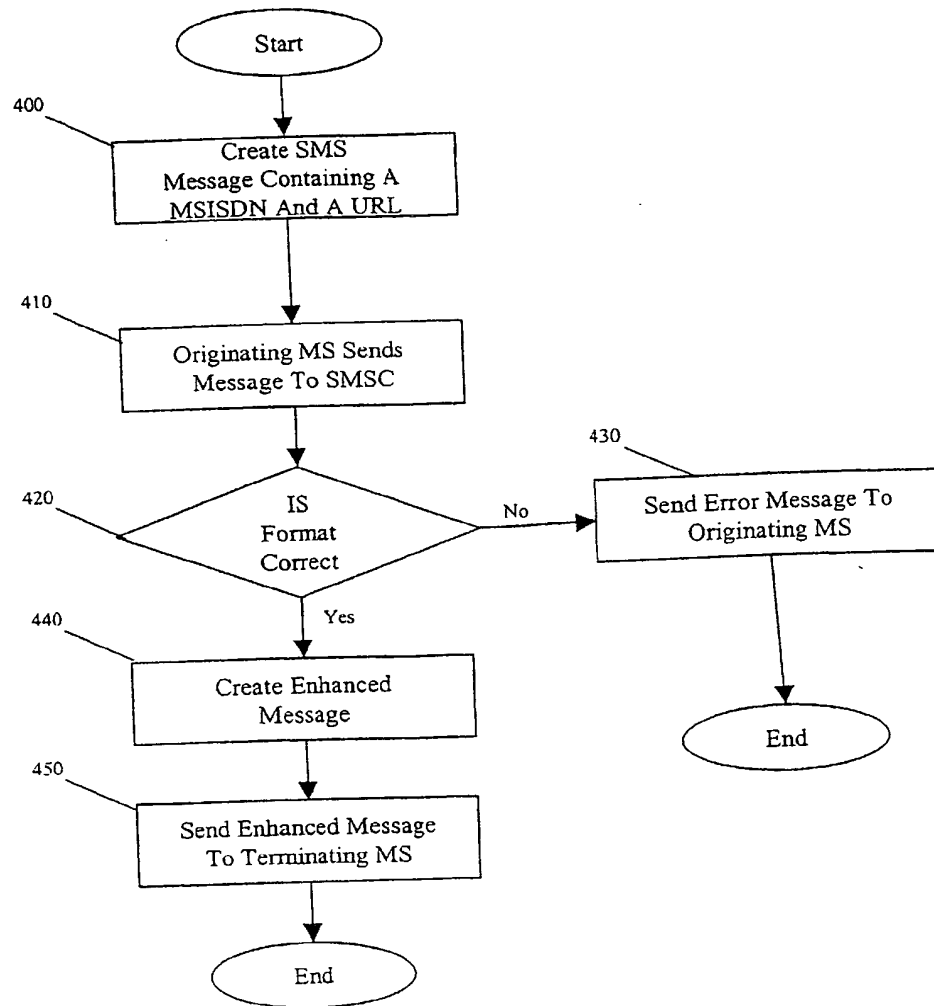 Start
400
Create SMS
Message Containing A
MSISDN And A URL
410
Originating MS Sends
Message To SMSC
420
IS
Format
Correct
No
430
Send Error Message To
Originating MS
End
Yes
440
Create Enhanced
Message
450
Send Enhanced Message
To Terminating MS
End